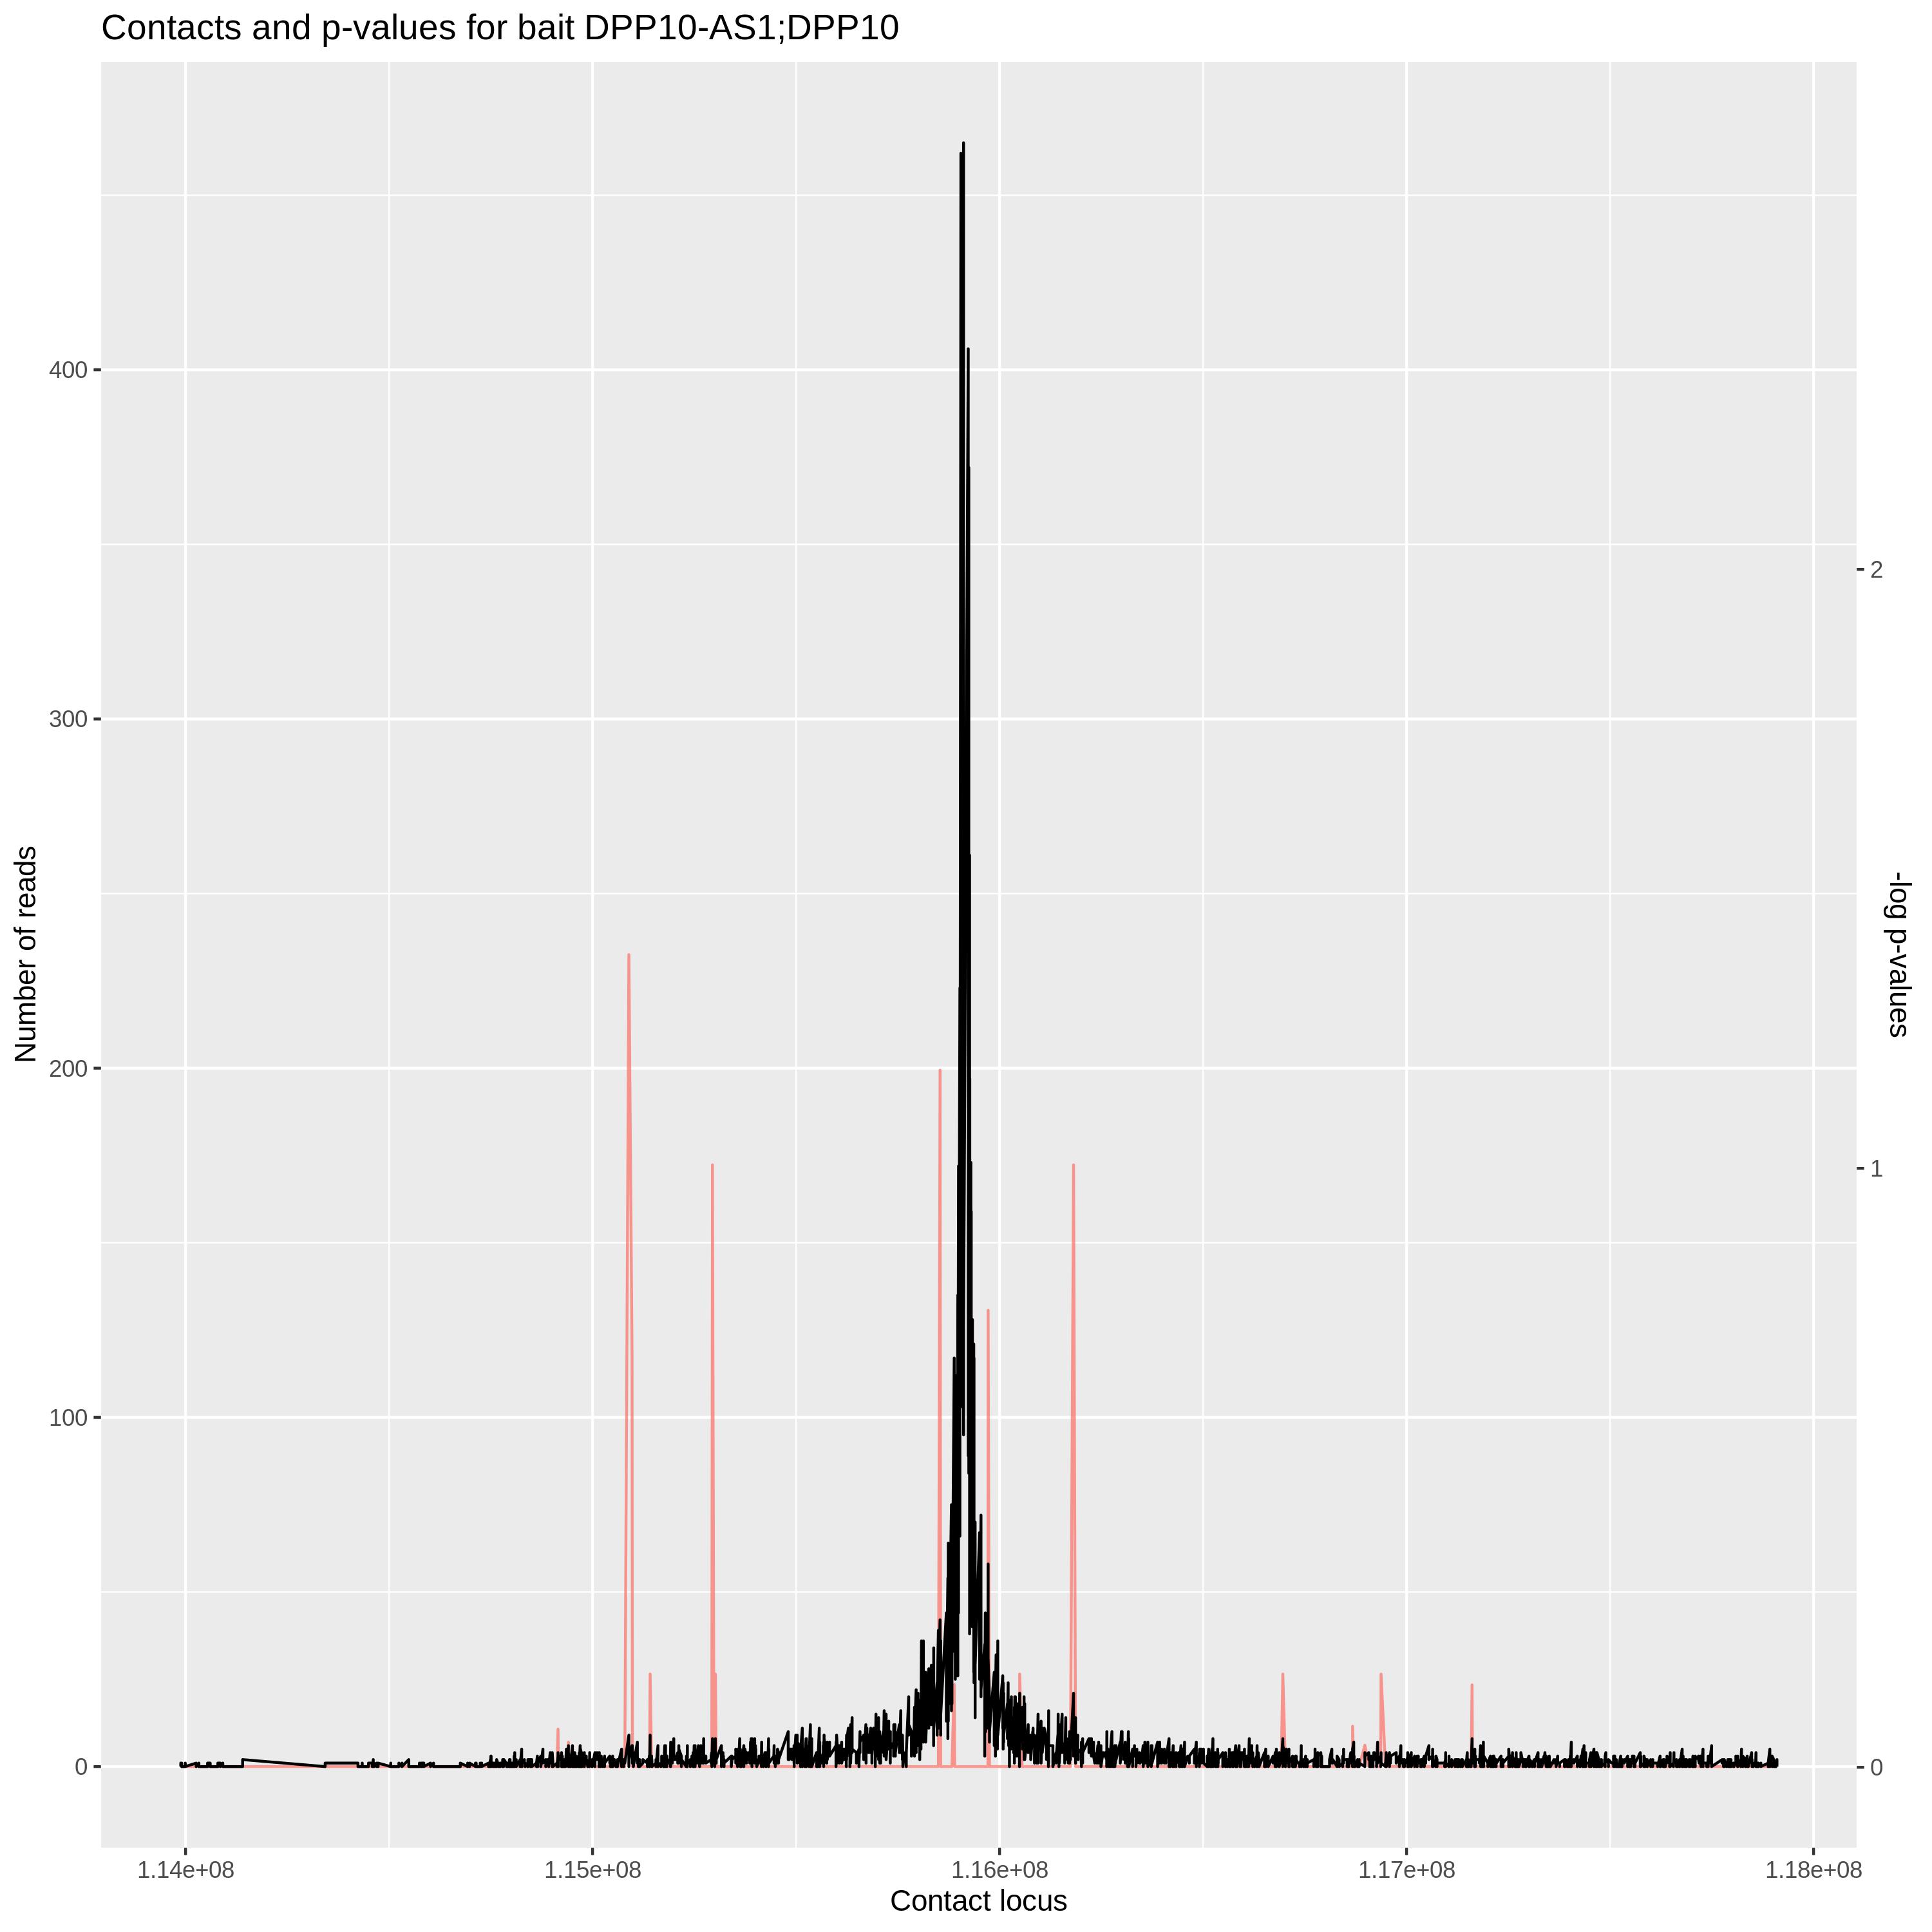 Contacts and p-values for bait DPP10-AS1;DPP10
Number of reads
400
300
200
100
0
2
1
0
-log p-values
1.14e+08
1.15e+08
1.16e+08
1.17e+08
1.18e+08
Contact locus